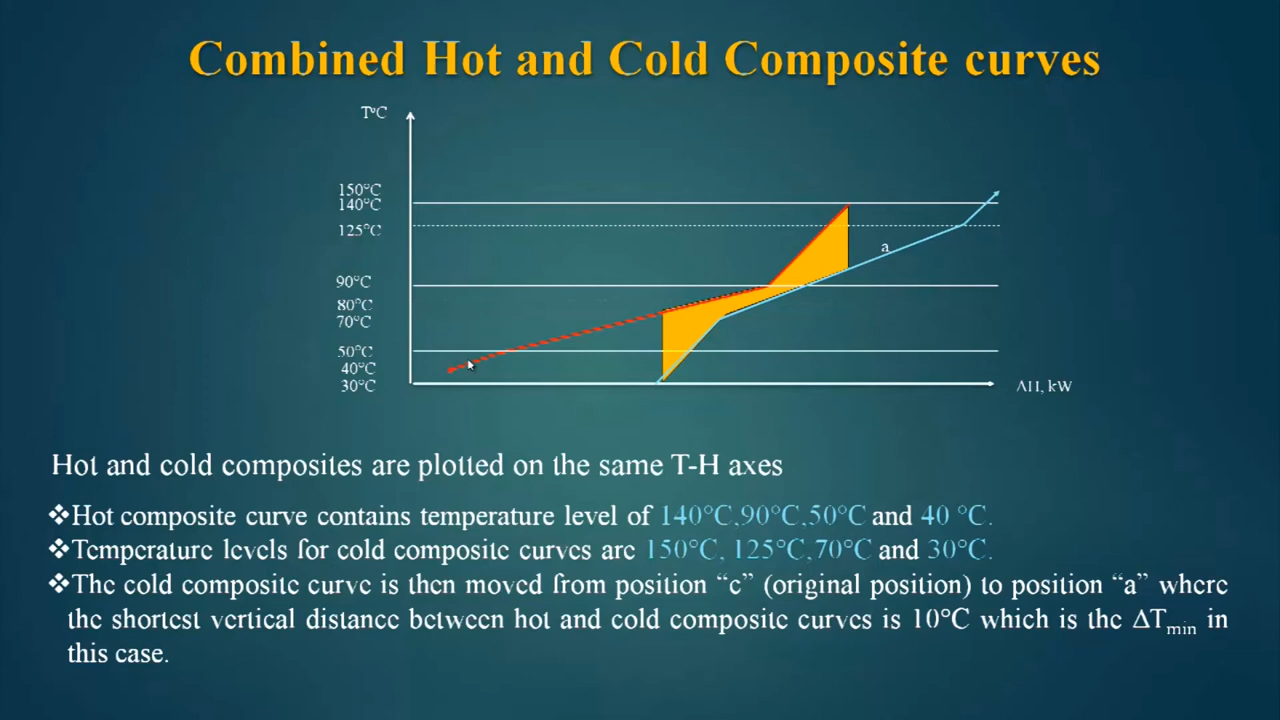 Combined Hot and Cold Composite curves
T°C
150°C
140°C
125°C
a
90°C
80°C
70°C
50°C
40°C
30°C
ΔH, kW
Hot and cold composites are plotted on the same T-H axes
❖Hot composite curve contains temperature level of 140°C,90°C,50°C and 40 °C.
❖Temperature levels for cold composite curves are 150°C, 125°C,70°C and 30°C.
❖The cold composite curve is then moved from position “c” (original position) to position “a” where
the shortest vertical distance between hot and cold composite curves is 10°C which is the ΔTmin in
this case.